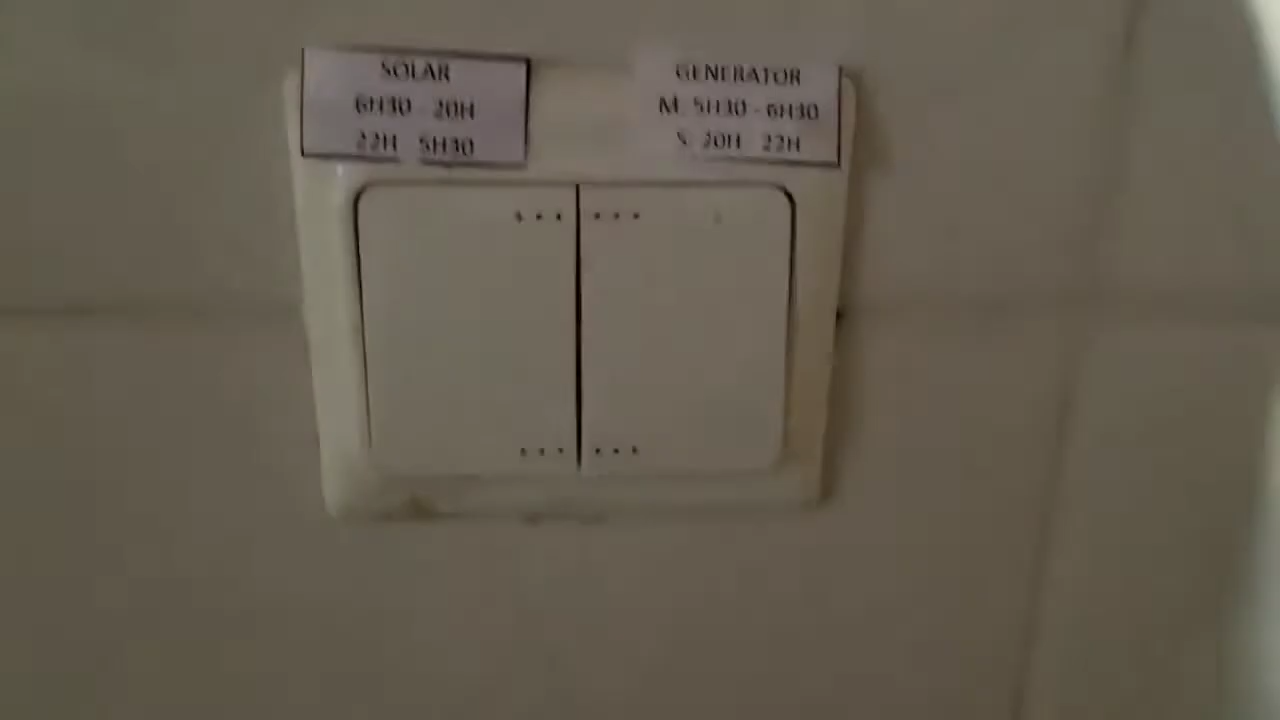 SOLAR
6H30 - 20H
22H 5H30
GENERATOR
M. 5H30 - 6H30
S. 20H 22H